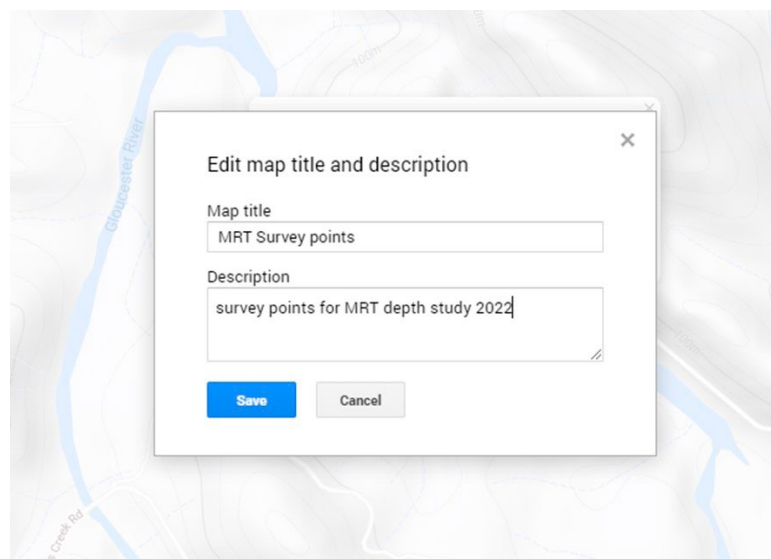 100m
Gloucester River
Edit map title and description
Map title
MRT Survey points
Description
survey points for MRT depth study 2022
Save
Cancel
100m
Creek Rd